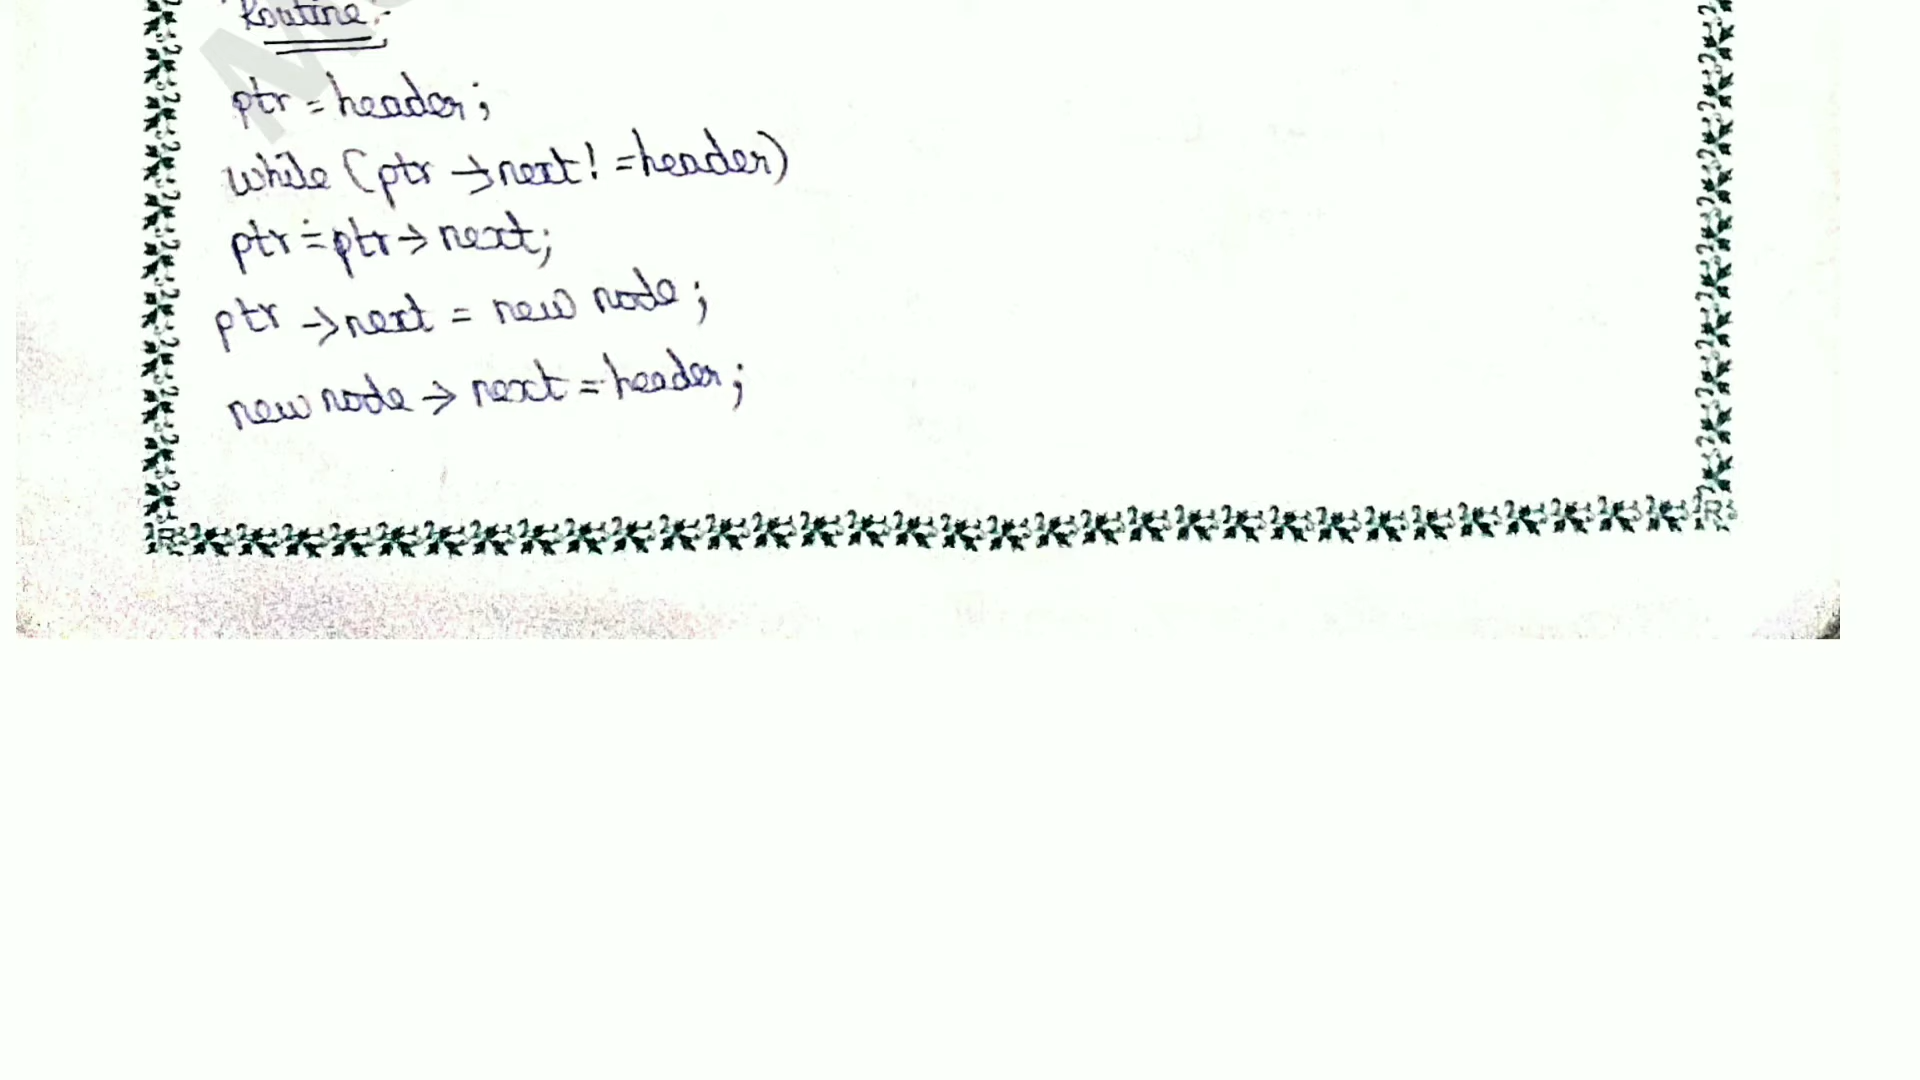 Routine:-
ptr = header;
while (ptr → next! = header)
ptr = ptr → next;
ptr → next = new node;
new node → next = header;